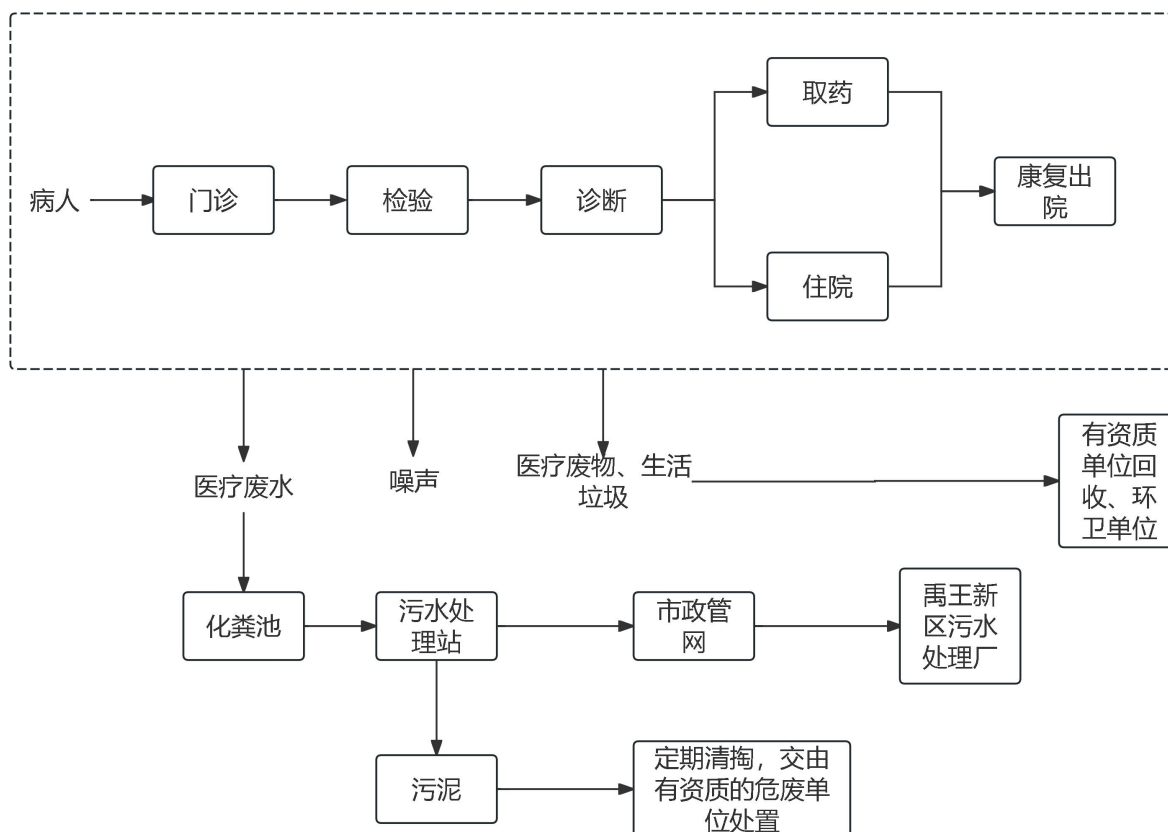 取药
病人
门诊
检验
诊断
康复出
院
住院
医疗废水
噪声
医疗废物、生活
垃圾
有资质
单位回
收、环
卫单位
化粪池
污水处
理站
市政管
网
禹王新
区污水
处理厂
污泥
定期清掏，交由
有资质的危废单
位处置